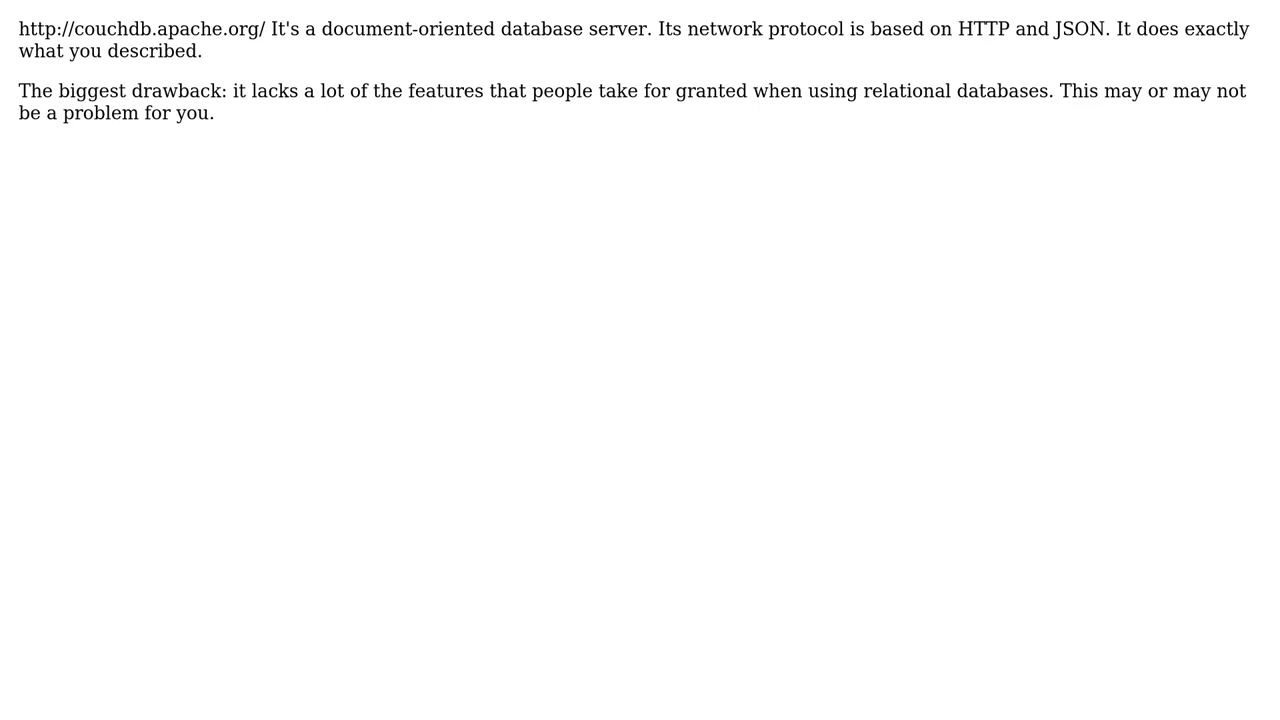 http://couchdb.apache.org/ It's a document-oriented database server. Its network protocol is based on HTTP and JSON. It does exactly
what you described.
The biggest drawback: it lacks a lot of the features that people take for granted when using relational databases. This may or may not
be a problem for you.